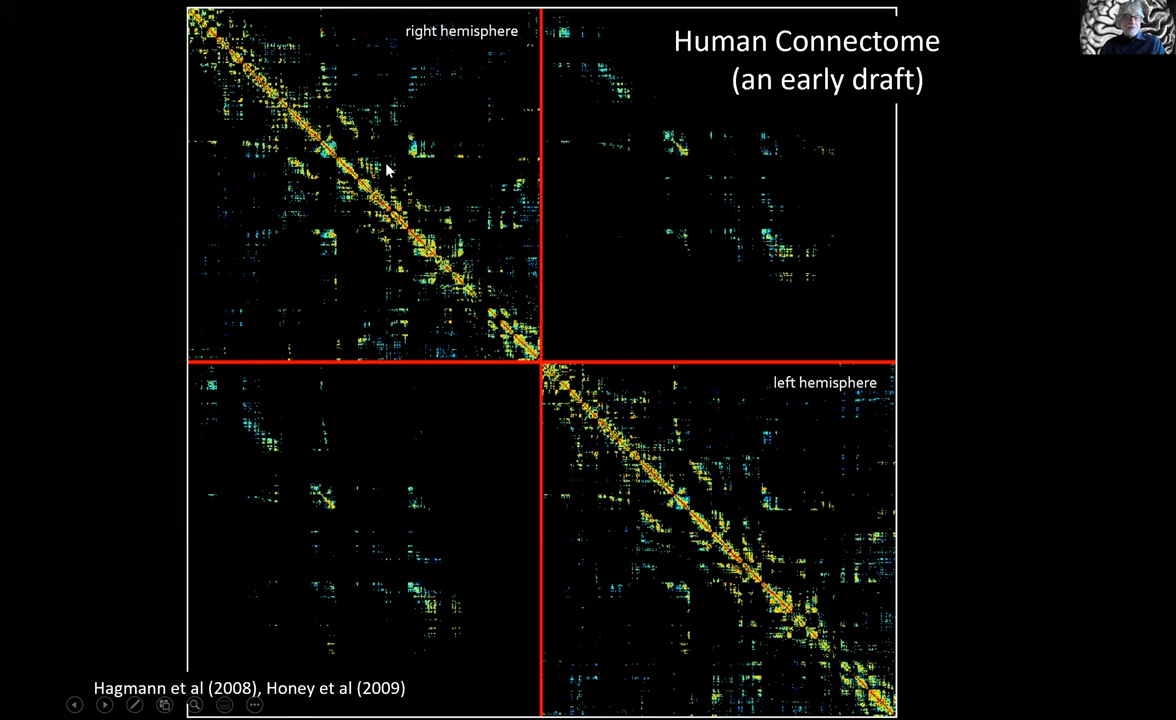 right hemisphere
Human Connectome
(an early draft)
left hemisphere
Hagmann et al (2008), Honey et al (2009)